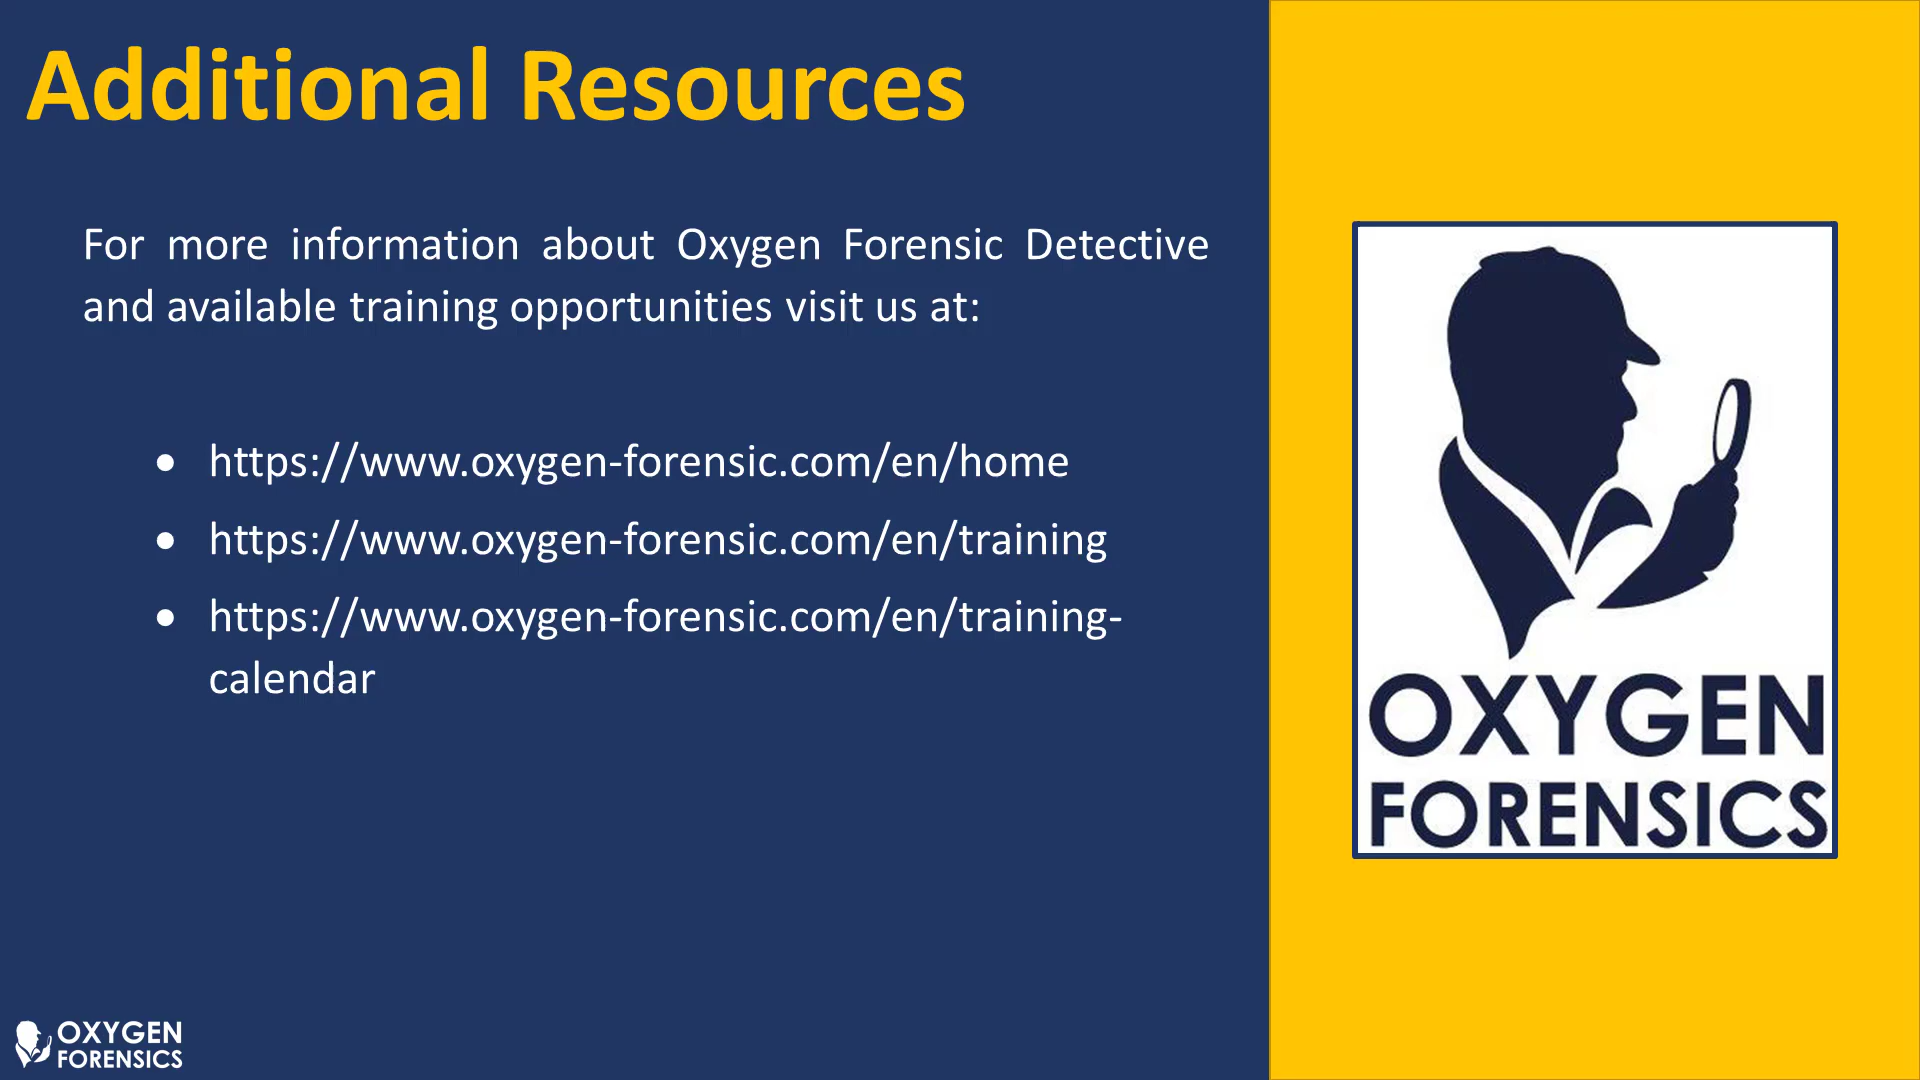 Additional Resources
For more information about Oxygen Forensic Detective
and available training opportunities visit us at:
• https://www.oxygen-forensic.com/en/home
• https://www.oxygen-forensic.com/en/training
• https://www.oxygen-forensic.com/en/training-
calendar
OXYGEN
FORENSICS
OXYGEN
FORENSICS